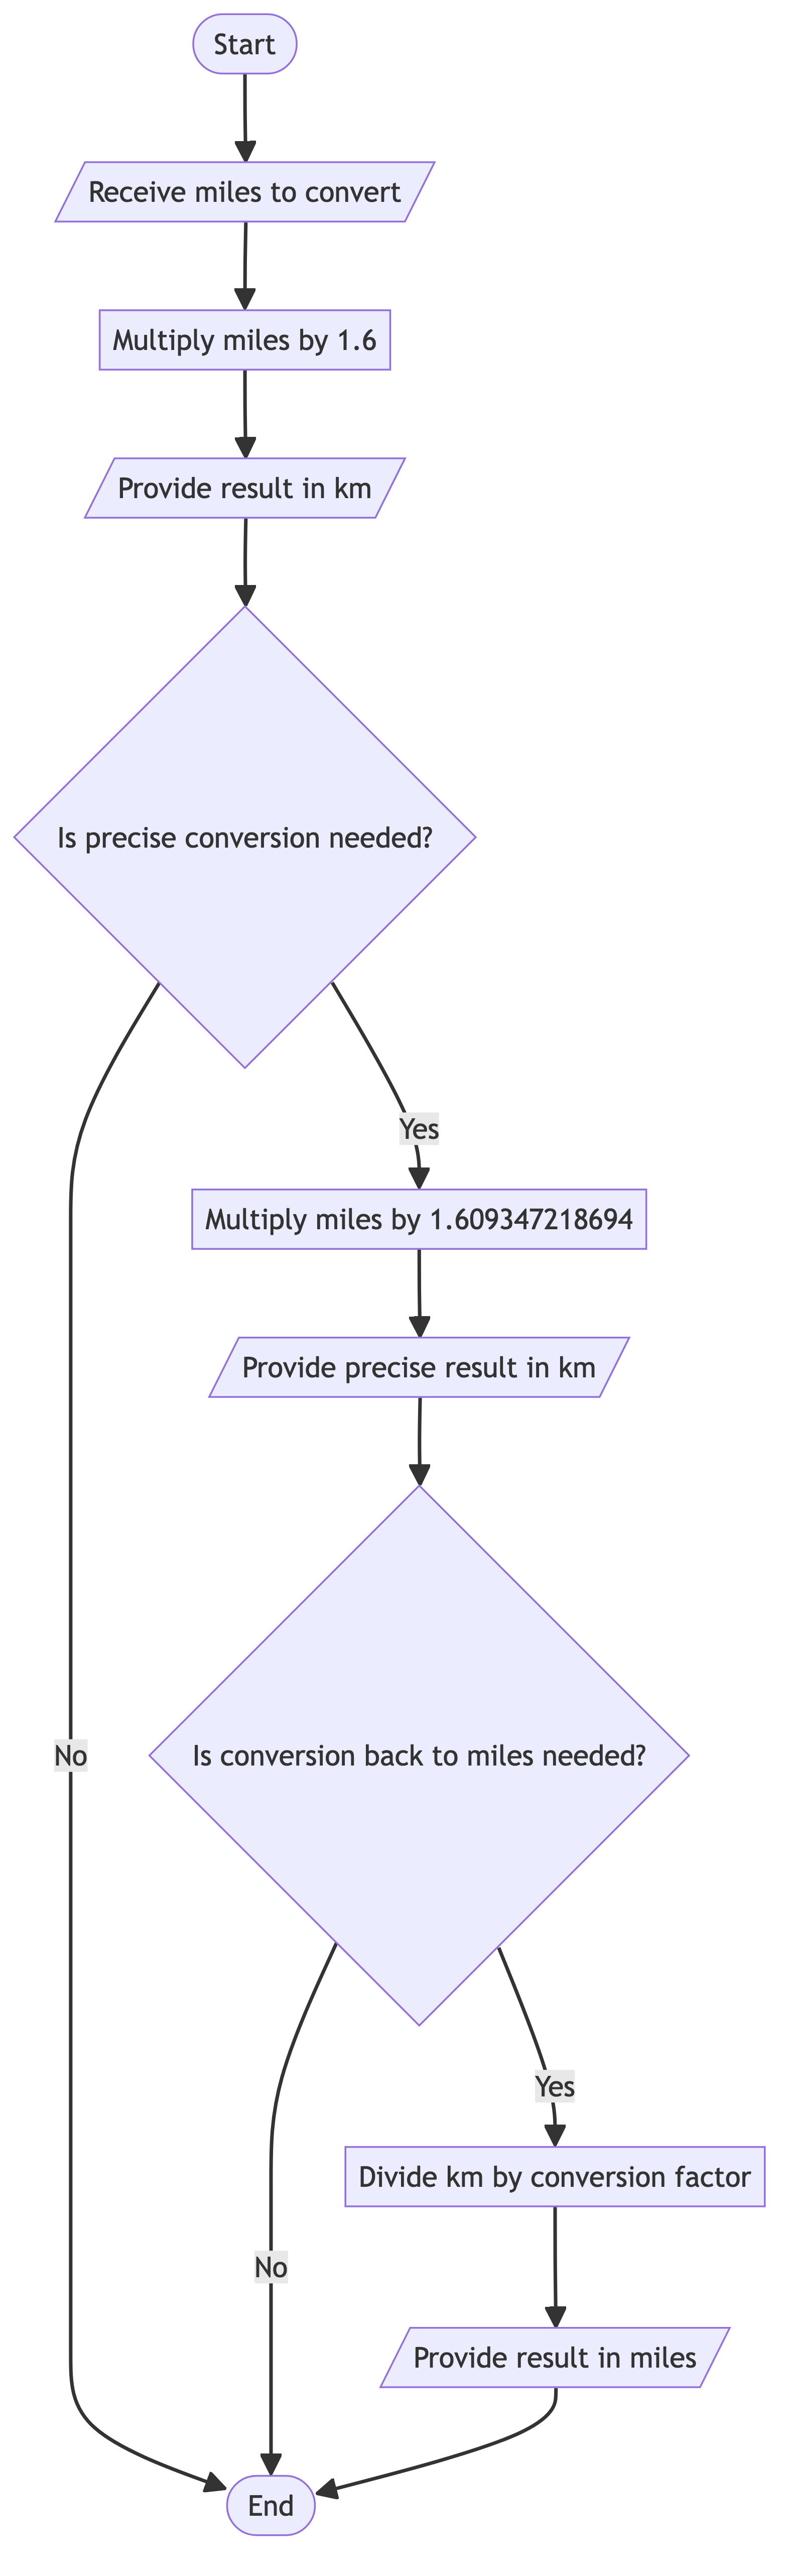 Start
Receive miles to convert
Multiply miles by 1.6
Provide result in km
Is precise conversion needed?
Yes
Multiply miles by 1.609347218694
Provide precise result in km
No
Is conversion back to miles needed?
Yes
Divide km by conversion factor
No
Provide result in miles
End